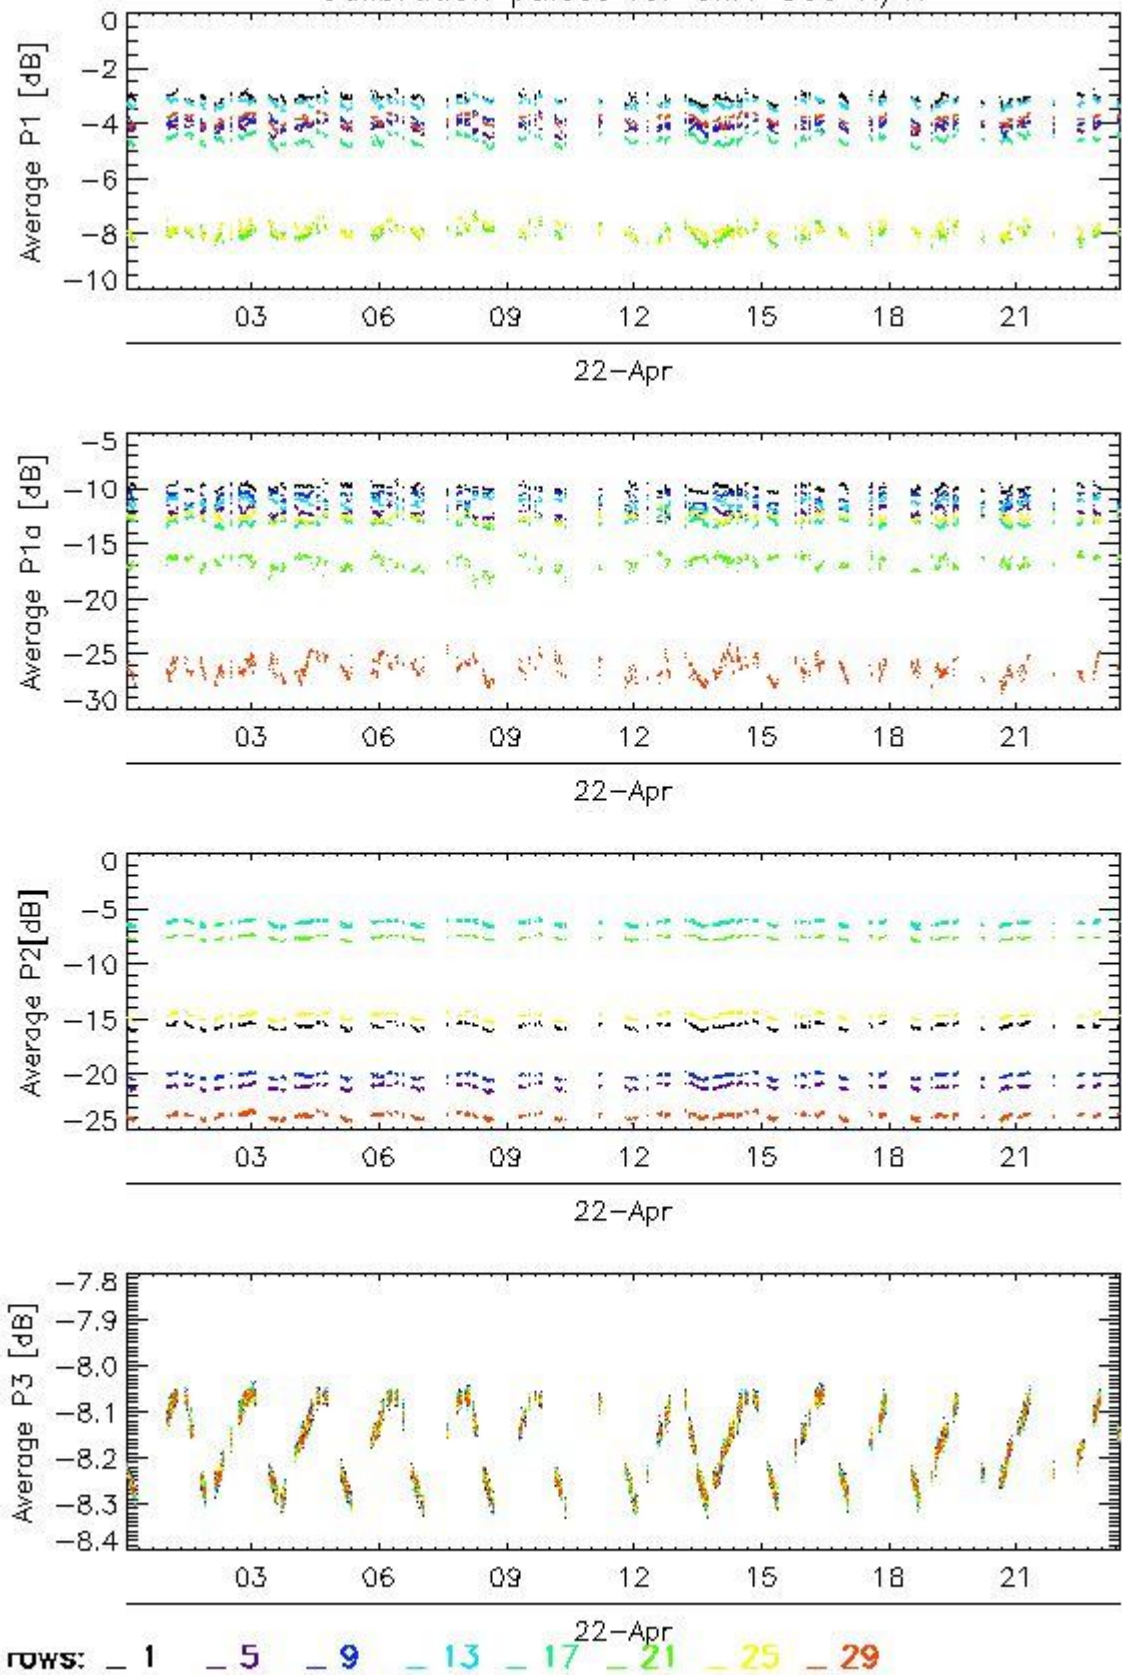 Average P1 [dB]
0
-2
-4
-6
-8
-10
03 06 09 12 15 18 21
22-Apr
Average P1a [dB]
-5
-10
-15
-20
-25
-30
03 06 09 12 15 18 21
22-Apr
Average P2[dB]
0
-5
-10
-15
-20
-25
03 06 09 12 15 18 21
22-Apr
Average P3 [dB]
-7.8
-7.9
-8.0
-8.1
-8.2
-8.3
-8.4
03 06 09 12 15 18 21
22-Apr
rows: _ 1 _ 5 _ 9 _ 13 _ 17 _ 21 _ 25 _ 29